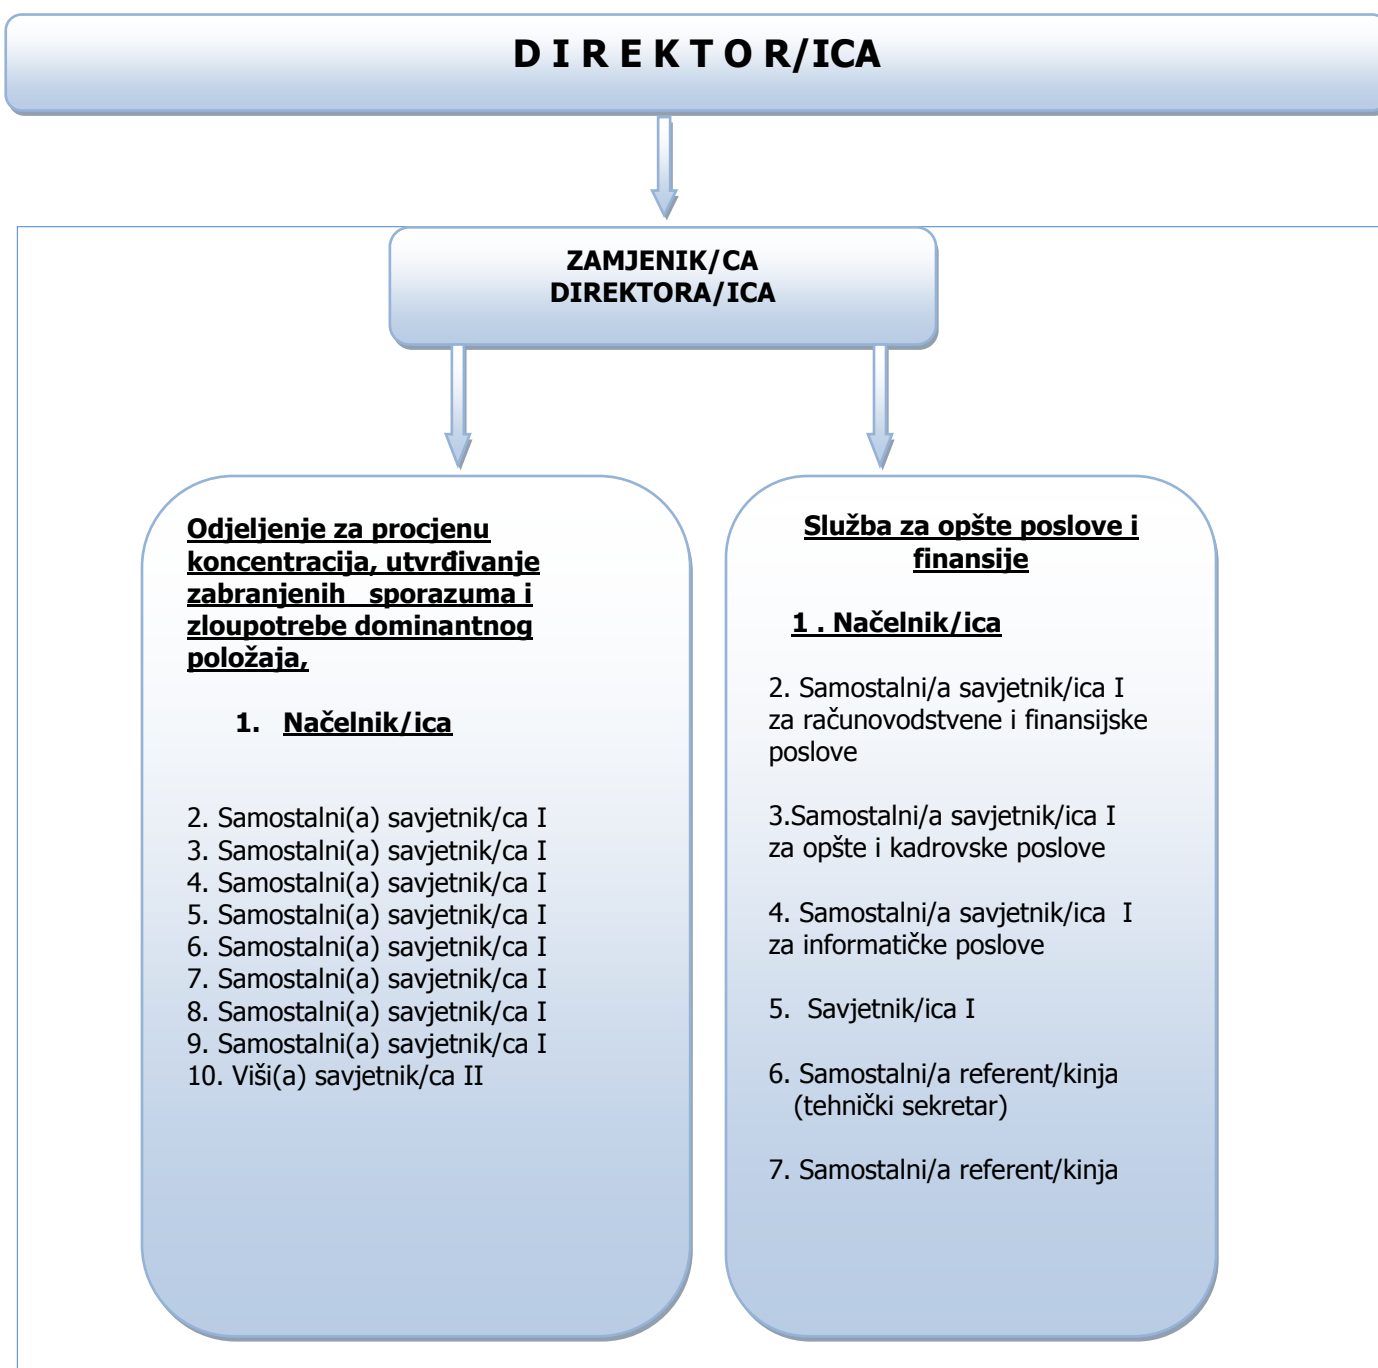 D I R E K T O R/ICA
ZAMJENIK/CA
DIREKTORA/ICA
Odjeljenje za procjenu
koncentracija, utvrđivanje
zabranjenih   sporazuma i
zloupotrebe dominantnog
položaja,
1.   Načelnik/ica
2. Samostalni(a) savjetnik/ca I
3. Samostalni(a) savjetnik/ca I
4. Samostalni(a) savjetnik/ca I
5. Samostalni(a) savjetnik/ca I
6. Samostalni(a) savjetnik/ca I
7. Samostalni(a) savjetnik/ca I
8. Samostalni(a) savjetnik/ca I
9. Samostalni(a) savjetnik/ca I
10. Viši(a) savjetnik/ca II
Služba za opšte poslove i
finansije
1 . Načelnik/ica
2. Samostalni/a savjetnik/ica I
za računovodstvene i finansijske
poslove
3.Samostalni/a savjetnik/ica I
za opšte i kadrovske poslove
4. Samostalni/a savjetnik/ica  I
za informatičke poslove
5.  Savjetnik/ica I
6. Samostalni/a referent/kinja
(tehnički sekretar)
7. Samostalni/a referent/kinja